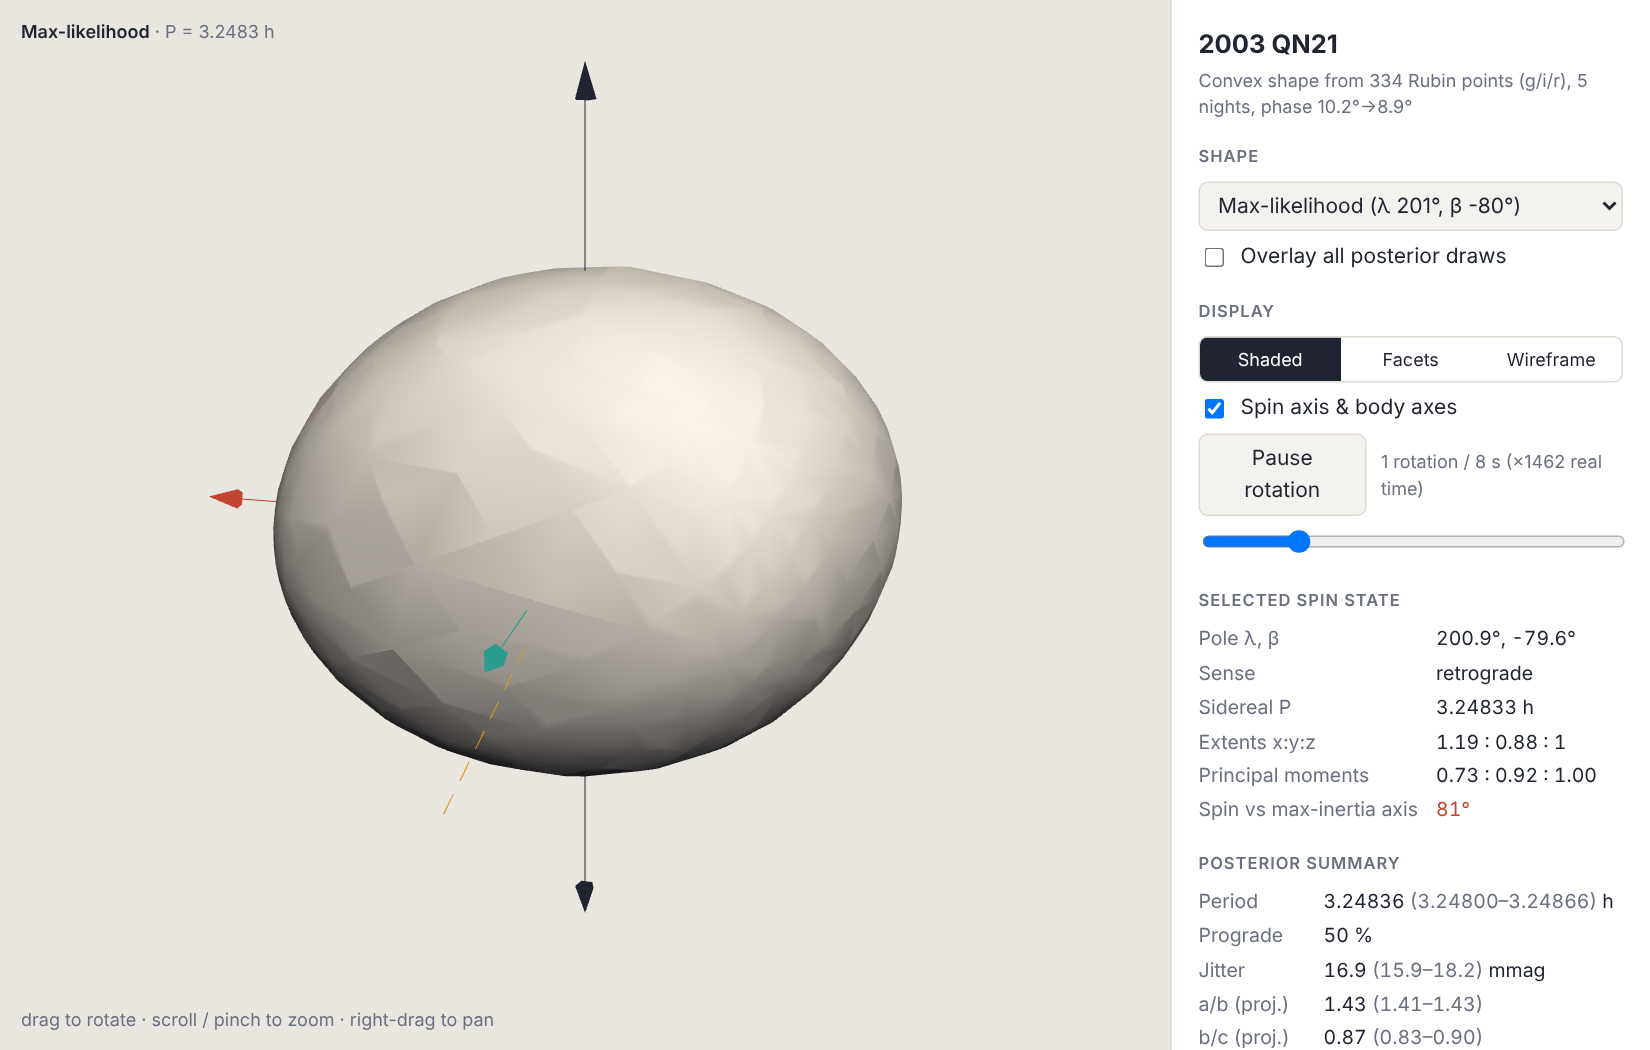 Max-likelihood · P = 3.2483 h
drag to rotate · scroll / pinch to zoom · right-drag to pan
2003 QN21
Convex shape from 334 Rubin points (g/i/r), 5
nights, phase 10.2°→8.9°
SHAPE
Max-likelihood (λ 201°, β -80°)
Overlay all posterior draws
DISPLAY
Shaded Facets Wireframe
Spin axis & body axes
Pause
rotation
1 rotation / 8 s (×1462 real
time)
SELECTED SPIN STATE
Pole λ, β 200.9°, -79.6°
Sense retrograde
Sidereal P 3.24833 h
Extents x:y:z 1.19 : 0.88 : 1
Principal moments 0.73 : 0.92 : 1.00
Spin vs max-inertia axis 81°
POSTERIOR SUMMARY
Period 3.24836 (3.24800–3.24866) h
Prograde 50 %
Jitter 16.9 (15.9–18.2) mmag
a/b (proj.) 1.43 (1.41–1.43)
b/c (proj.) 0.87 (0.83–0.90)